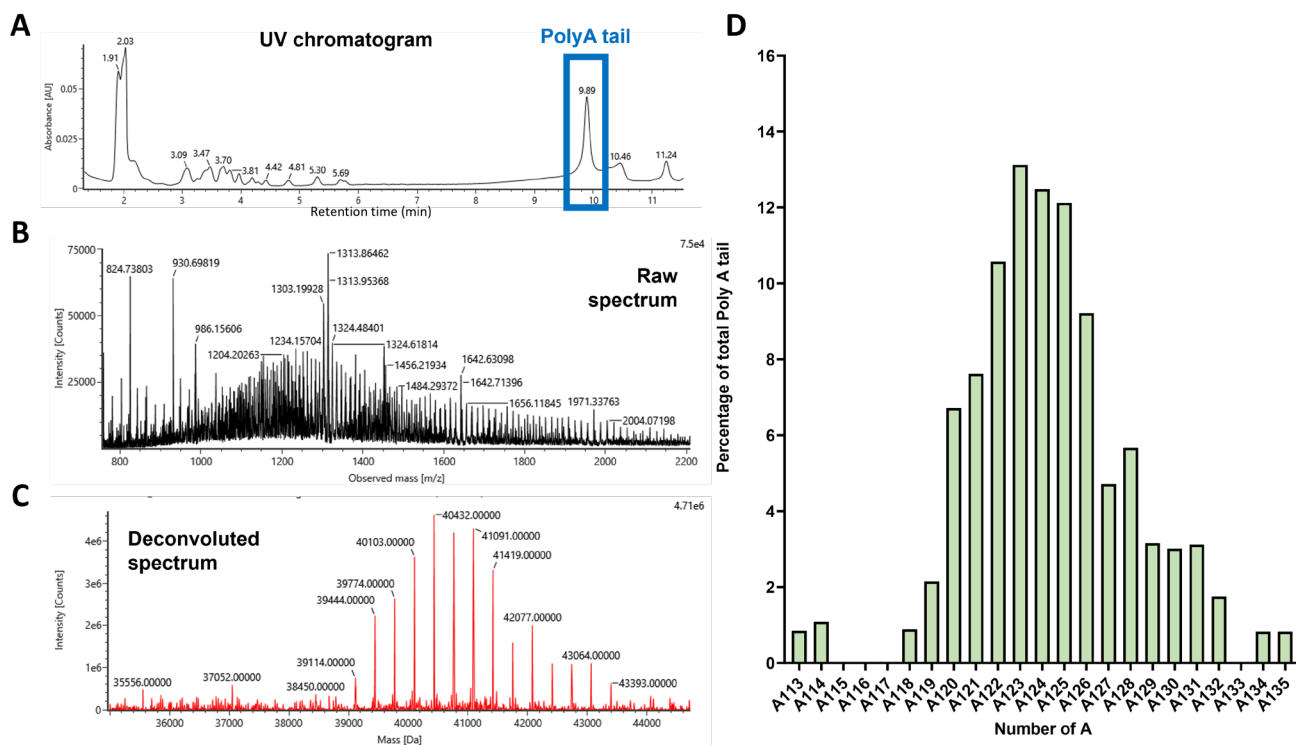 A
UV chromatogram
PolyA tail
Absorbance [AU]
0.05
0.025
0
1.91
2.03
3.09
3.47
3.70
3.81
4.42
4.81
5.30
5.69
9.89
10.46
11.24
2
3
4
5
6
7
8
9
10
11
Retention time (min)
B
7.5e4
Raw
spectrum
Intensity [Counts]
75000
50000
25000
824.73803
930.69819
986.15606
1204.20263
1234.15704
1303.19928
1313.86462
1313.95368
1324.48401
1324.61814
1456.21934
1484.29372
1642.63098
1642.71396
1656.11845
1971.33763
2004.07198
800
1000
1200
1400
1600
1800
2000
2200
Observed mass [m/z]
C
4.71e6
Deconvoluted
spectrum
Intensity [Counts]
4e6
3e6
2e6
1e6
0
35556.00000
37052.00000
38450.00000
39114.00000
39444.00000
39774.00000
40103.00000
40432.00000
41091.00000
41419.00000
42077.00000
43064.00000
43393.00000
36000
37000
38000
39000
40000
41000
42000
43000
44000
Mass [Da]
D
Percentage of total Poly A tail
16
14
12
10
8
6
4
2
0
A113
A114
A115
A116
A117
A118
A119
A120
A121
A122
A123
A124
A125
A126
A127
A128
A129
A130
A131
A132
A133
A134
A135
Number of A